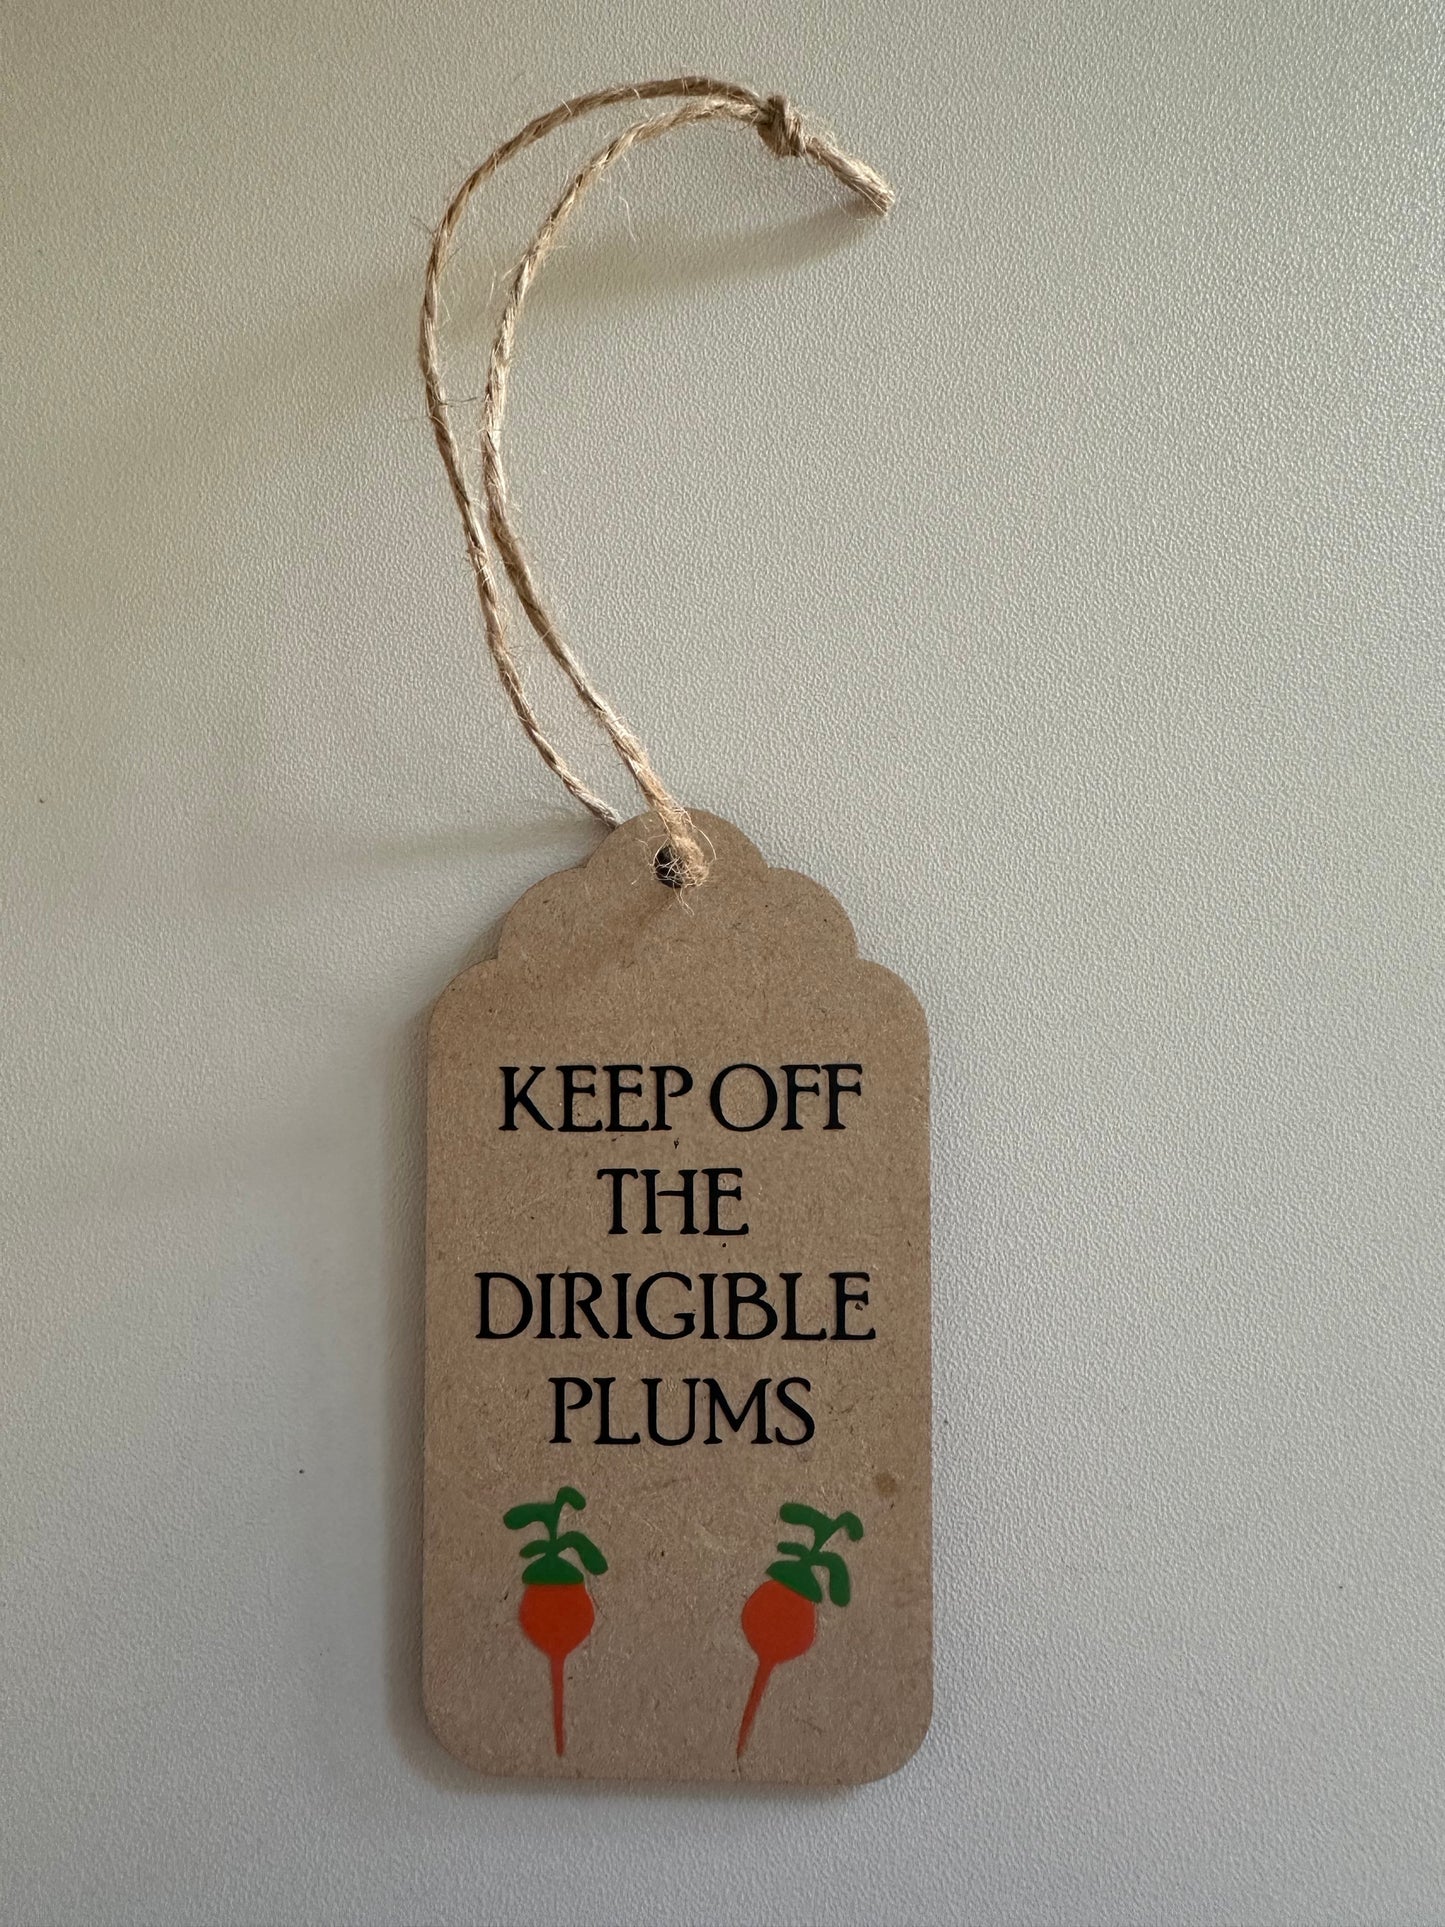 KEEP OFF
THE
DIRIGIBLE
PLUMS